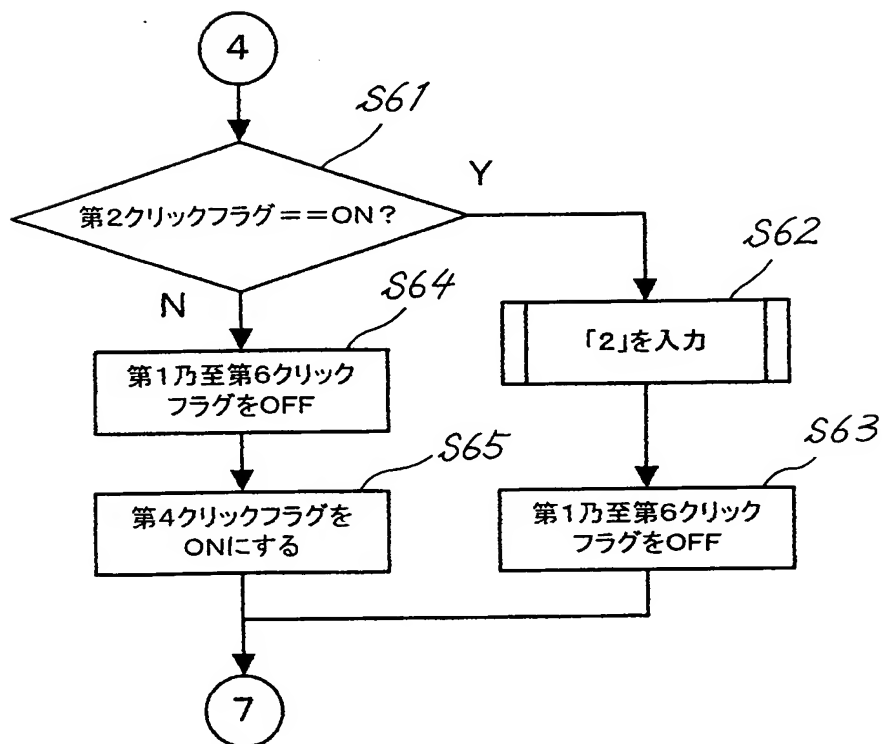 4
S61
第2クリックフラグ==ON?
Y
N
S62
「2」を入力
S64
第1乃至第6クリック
フラグをOFF
S65
第4クリックフラグを
ONにする
S63
第1乃至第6クリック
フラグをOFF
7